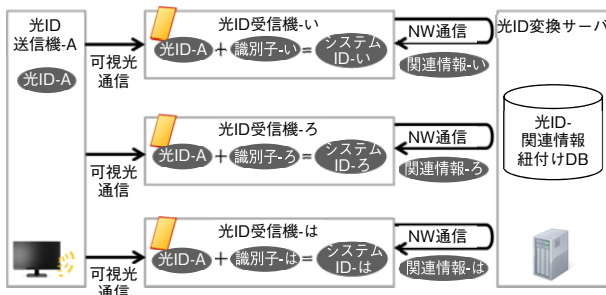 光ID
送信機-A
光ID-A
可視光
通信
光ID受信機-い
光ID-A+識別子-い=システム
ID-い
NW通信
関連情報-い
光ID変換サーバ
可視光
通信
光ID受信機-ろ
光ID-A+識別子-ろ=システム
ID-ろ
NW通信
関連情報-ろ
光ID-
関連情報
紐付けDB
可視光
通信
光ID受信機-は
光ID-A+識別子-は=システム
ID-は
NW通信
関連情報-は